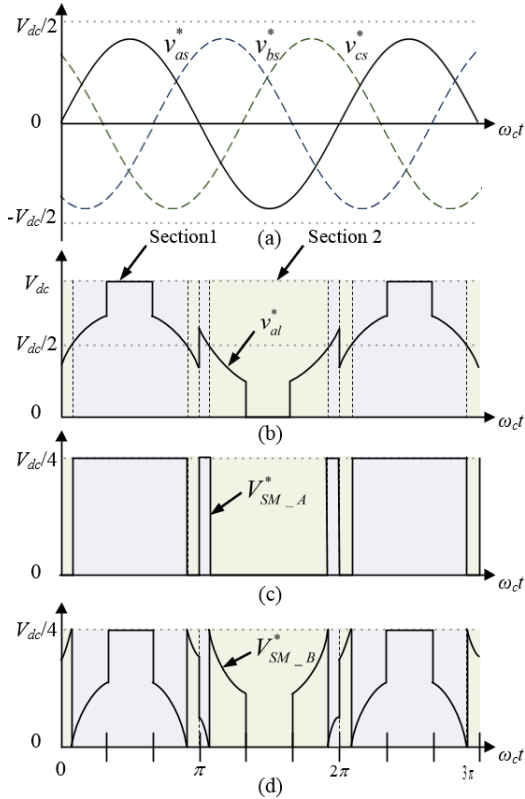 V_dc/2
v*_as
v*_bs
v*_cs
0
ω_c t
-V_dc/2
(a)
Section1
Section 2
V_dc
v*_al
V_dc/2
0
ω_c t
(b)
V_dc/4
V*_SM_A
0
ω_c t
(c)
V_dc/4
V*_SM_B
0
ω_c t
0
π
2π
3π
(d)